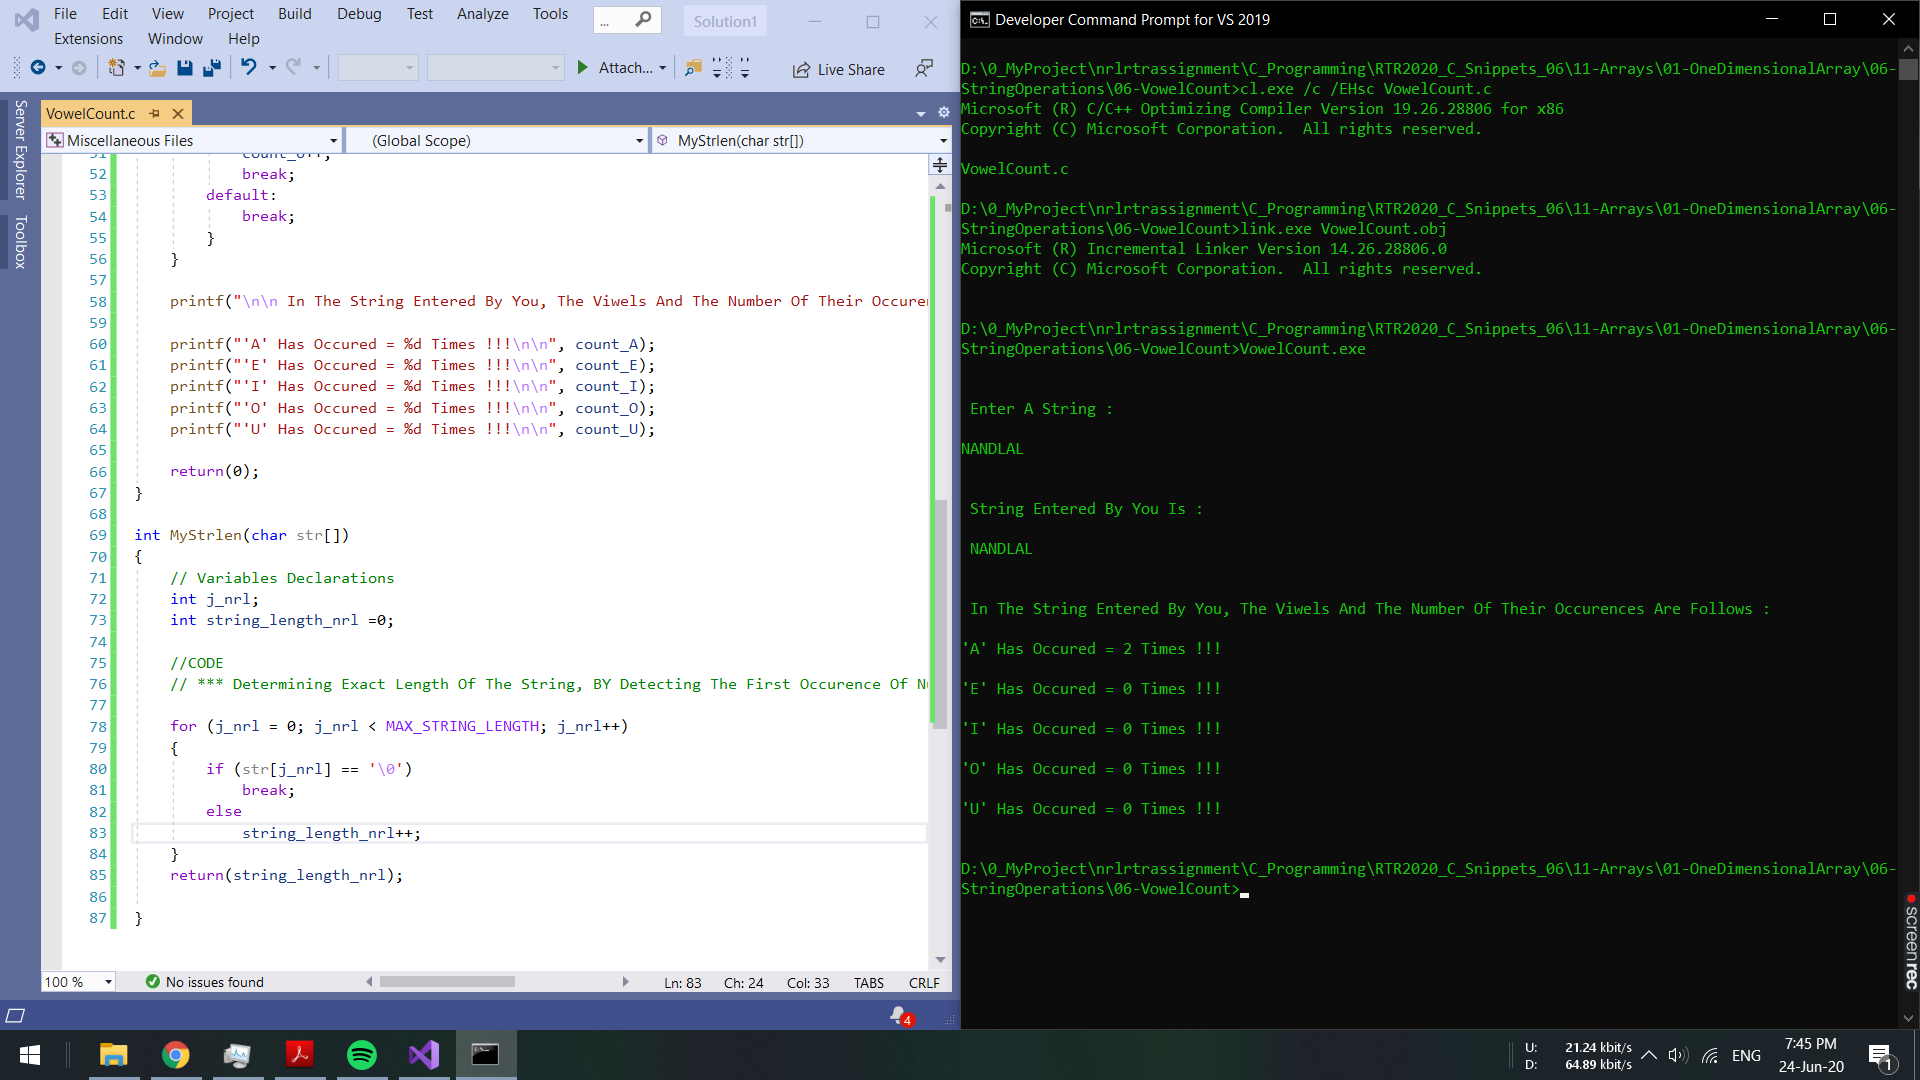 File Edit View Project Build Debug Test Analyze Tools ... Solution1
Extensions Window Help
Attach... Live Share
Server Explorer
Toolbox
VowelCount.c
Miscellaneous Files (Global Scope) MyStrlen(char str[])
52 break;
53 default:
54 break;
55 }
56 }
57
58 printf("\n\n In The String Entered By You, The Viwels And The Number Of Their Occure
59
60 printf("'A' Has Occured = %d Times !!!\n\n", count_A);
61 printf("'E' Has Occured = %d Times !!!\n\n", count_E);
62 printf("'I' Has Occured = %d Times !!!\n\n", count_I);
63 printf("'O' Has Occured = %d Times !!!\n\n", count_O);
64 printf("'U' Has Occured = %d Times !!!\n\n", count_U);
65
66 return(0);
67 }
68
69 int MyStrlen(char str[])
70 {
71 // Variables Declarations
72 int j_nrl;
73 int string_length_nrl =0;
74
75 //CODE
76 // *** Determining Exact Length Of The String, BY Detecting The First Occurence Of
77
78 for (j_nrl = 0; j_nrl < MAX_STRING_LENGTH; j_nrl++)
79 {
80 if (str[j_nrl] == '\0')
81 break;
82 else
83 string_length_nrl++;
84 }
85 return(string_length_nrl);
86
87 }
100 % No issues found Ln: 83 Ch: 24 Col: 33 TABS CRLF
4
Developer Command Prompt for VS 2019
D:\0_MyProject\nrlrtrassignment\C_Programming\RTR2020_C_Snippets_06\11-Arrays\01-OneDimensionalArray\06-
StringOperations\06-VowelCount>cl.exe /c /EHsc VowelCount.c
Microsoft (R) C/C++ Optimizing Compiler Version 19.26.28806 for x86
Copyright (C) Microsoft Corporation.  All rights reserved.
VowelCount.c
D:\0_MyProject\nrlrtrassignment\C_Programming\RTR2020_C_Snippets_06\11-Arrays\01-OneDimensionalArray\06-
StringOperations\06-VowelCount>link.exe VowelCount.obj
Microsoft (R) Incremental Linker Version 14.26.28806.0
Copyright (C) Microsoft Corporation.  All rights reserved.
D:\0_MyProject\nrlrtrassignment\C_Programming\RTR2020_C_Snippets_06\11-Arrays\01-OneDimensionalArray\06-
StringOperations\06-VowelCount>VowelCount.exe
Enter A String :
NANDLAL
String Entered By You Is :
NANDLAL
In The String Entered By You, The Viwels And The Number Of Their Occurences Are Follows :
'A' Has Occured = 2 Times !!!
'E' Has Occured = 0 Times !!!
'I' Has Occured = 0 Times !!!
'O' Has Occured = 0 Times !!!
'U' Has Occured = 0 Times !!!
D:\0_MyProject\nrlrtrassignment\C_Programming\RTR2020_C_Snippets_06\11-Arrays\01-OneDimensionalArray\06-
StringOperations\06-VowelCount>
screenrec
U: 21.24 kbit/s
D: 64.89 kbit/s
ENG
7:45 PM
24-Jun-20
1